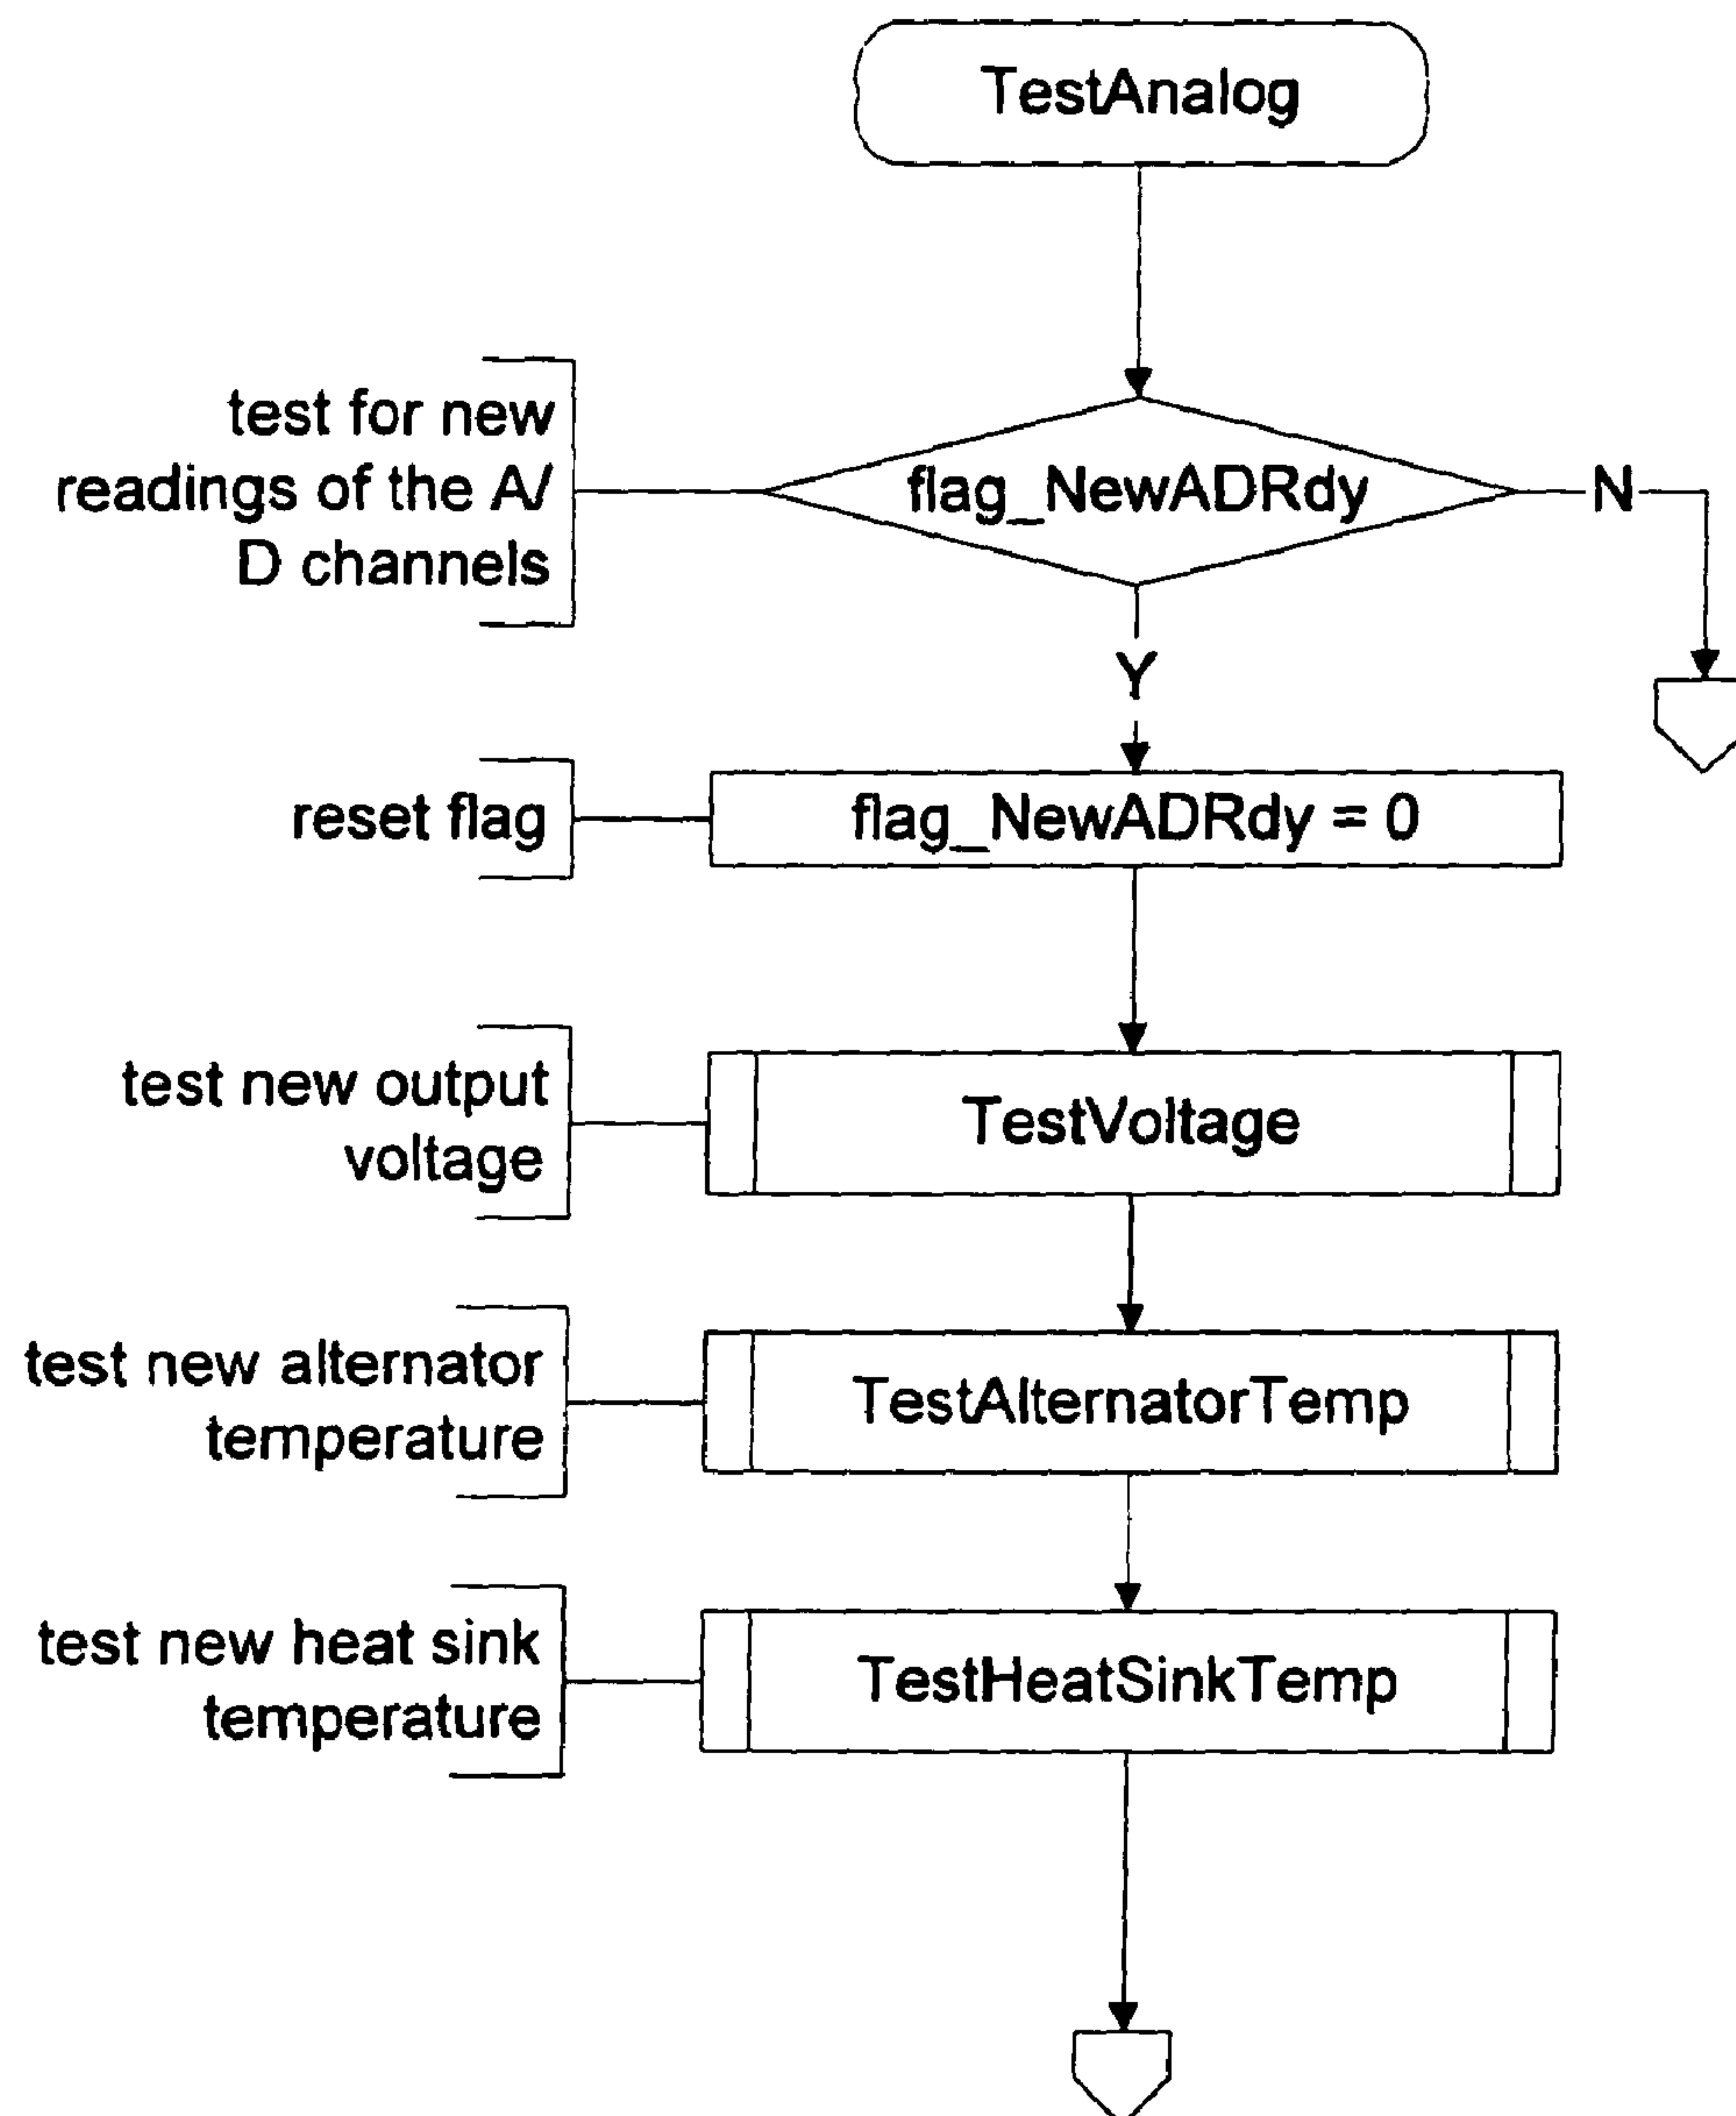 TestAnalog
test for new
readings of the A/
D channels
flag_NewADRdy
N
Y
reset flag
flag_NewADRdy = 0
test new output
voltage
TestVoltage
test new alternator
temperature
TestAlternatorTemp
test new heat sink
temperature
TestHeatSinkTemp